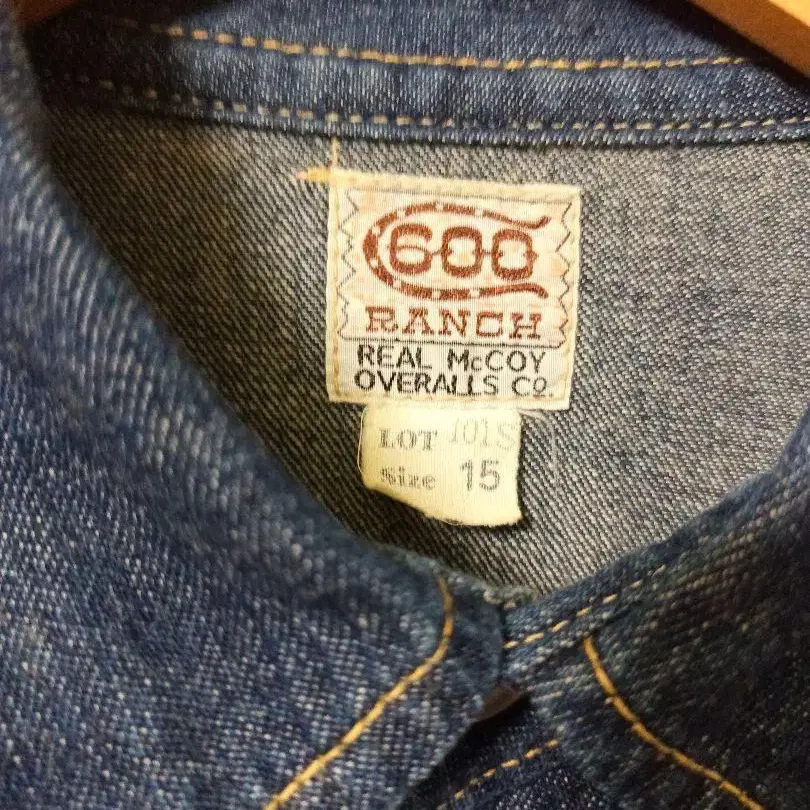 600
RANCH
REAL McCOY
OVERALLS Co.
LOT 101S
Size 15